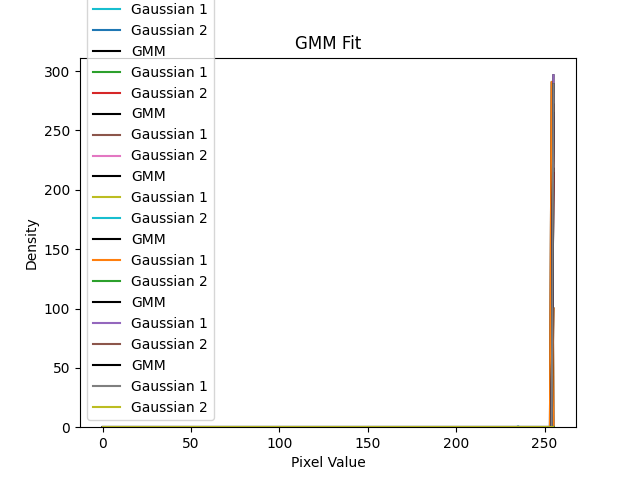 Gaussian 1
Gaussian 2
GMM
GMM Fit
Gaussian 1
Gaussian 2
GMM
Gaussian 1
Gaussian 2
GMM
Gaussian 1
Gaussian 2
GMM
Gaussian 1
Gaussian 2
GMM
Gaussian 1
Gaussian 2
GMM
Gaussian 1
Gaussian 2
300
250
200
150
100
50
0
Density
0 50 100 150 200 250
Pixel Value